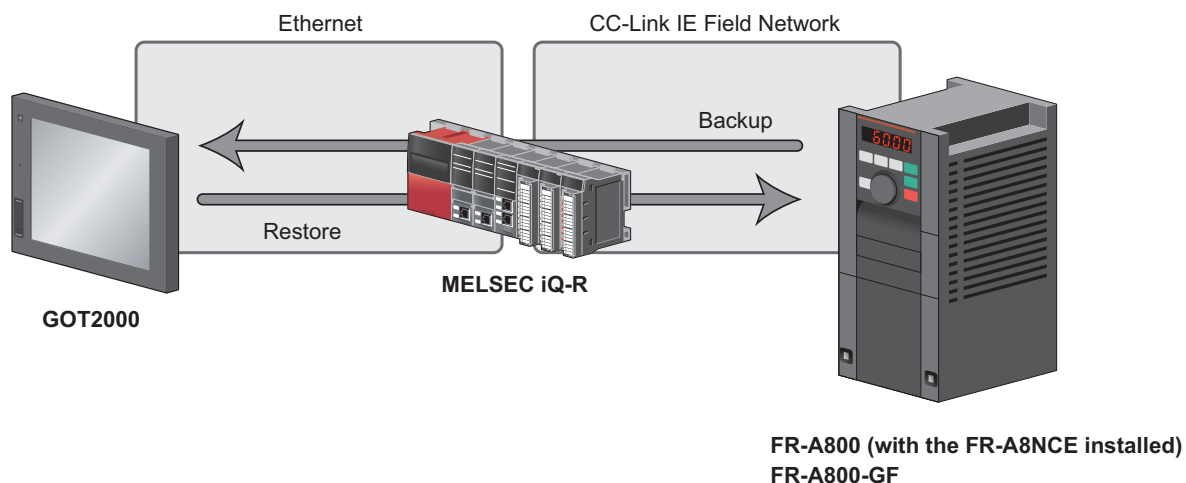 Ethernet
CC-Link IE Field Network
Backup
60.00
Restore
MELSEC iQ-R
GOT2000
FR-A800 (with the FR-A8NCE installed)
FR-A800-GF